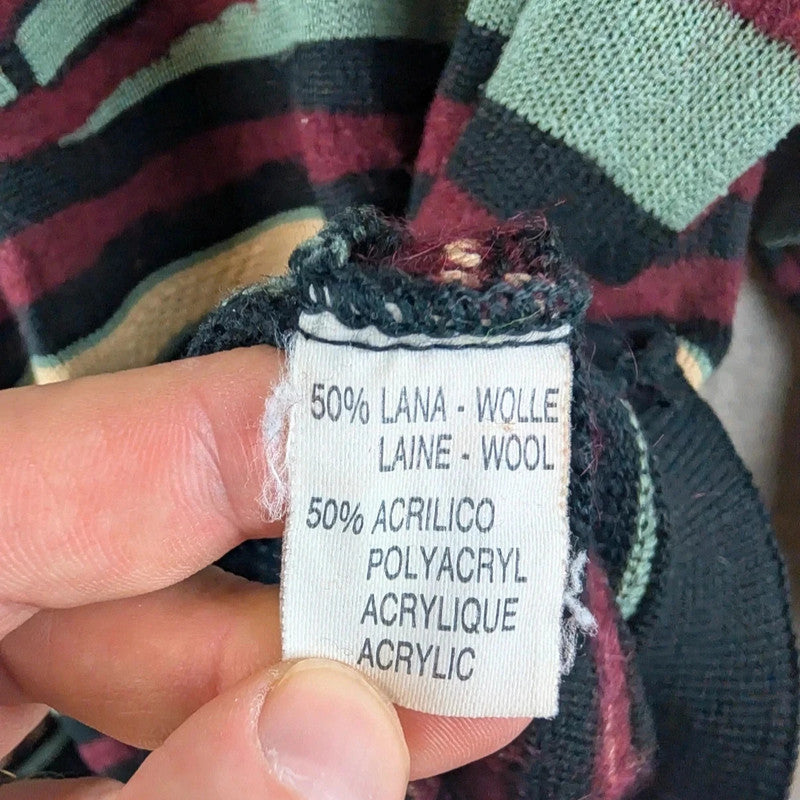 50% LANA - WOLLE
LAINE - WOOL
50% ACRILICO
POLYACRYL
ACRYLIQUE
ACRYLIC